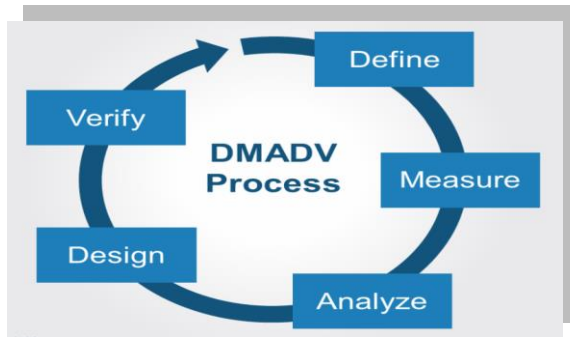 DMADV
Process
Define
Measure
Analyze
Design
Verify